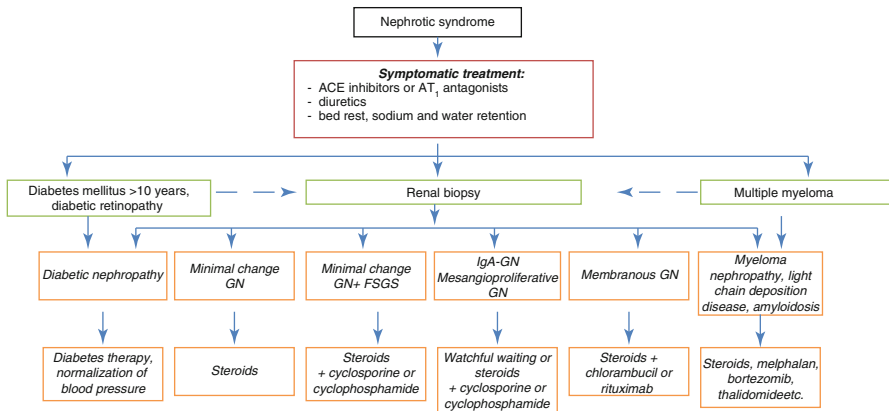 Nephrotic syndrome
Symptomatic treatment:
- ACE inhibitors or AT1 antagonists
- diuretics
- bed rest, sodium and water retention
Diabetes mellitus >10 years,
diabetic retinopathy
Renal biopsy
Multiple myeloma
Diabetic nephropathy
Minimal change
GN
Minimal change
GN+ FSGS
IgA-GN
Mesangioproliferative
GN
Membranous GN
Myeloma
nephropathy, light
chain deposition
disease, amyloidosis
Diabetes therapy,
normalization of
blood pressure
Steroids
Steroids
+ cyclosporine or
cyclophosphamide
Watchful waiting or
steroids
+ cyclosporine or
cyclophosphamide
Steroids +
chlorambucil or
rituximab
Steroids, melphalan,
bortezomib,
thalidomideetc.